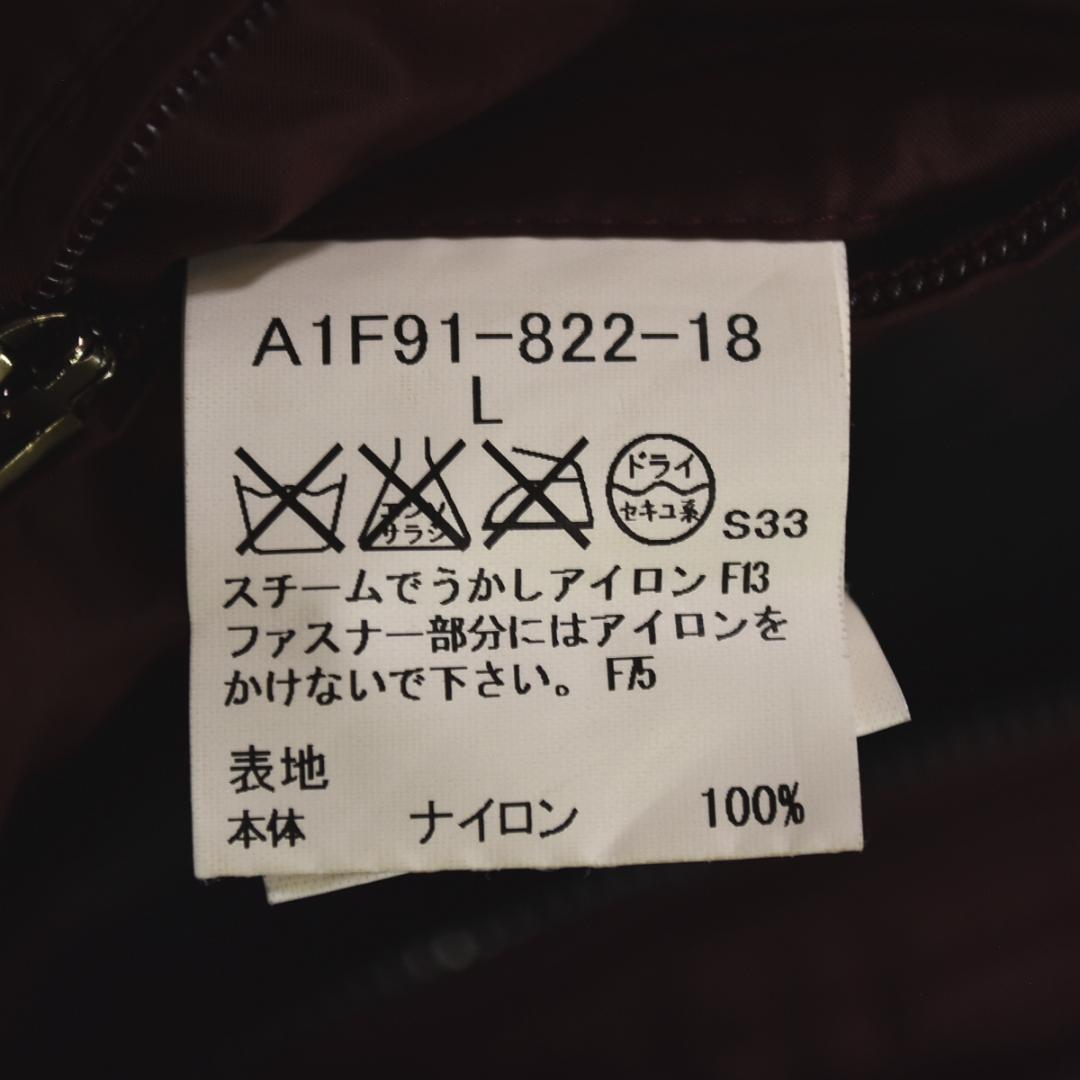 A1F91-822-18
L
エンソ
サラシ
ドライ
セキユ系
S33
スチームでうかしアイロン F13
ファスナー部分にはアイロンを
かけないで下さい。 F75
表地
本体 ナイロン 100%